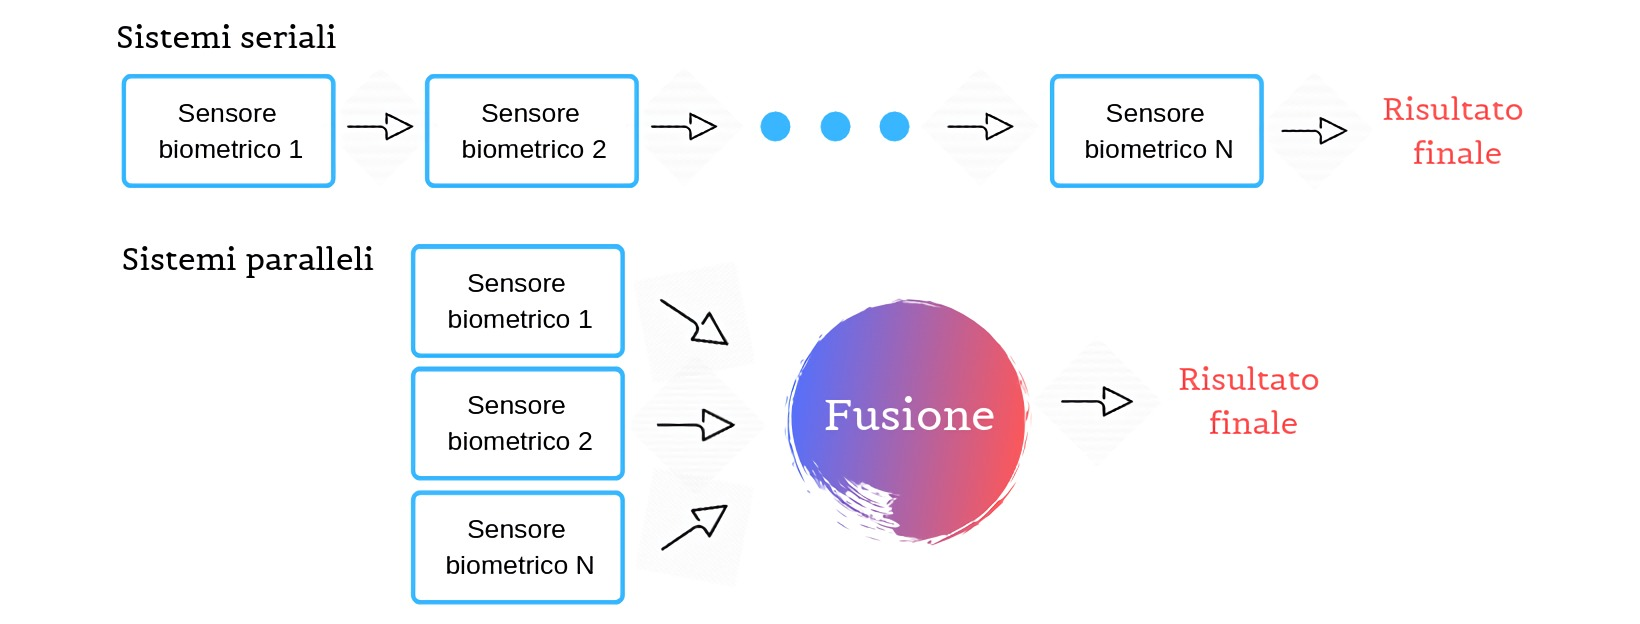 Sistemi seriali
Sensore
biometrico 1
Sensore
biometrico 2
Sensore
biometrico N
Risultato
finale
Sistemi paralleli
Sensore
biometrico 1
Sensore
biometrico 2
Sensore
biometrico N
Fusione
Risultato
finale